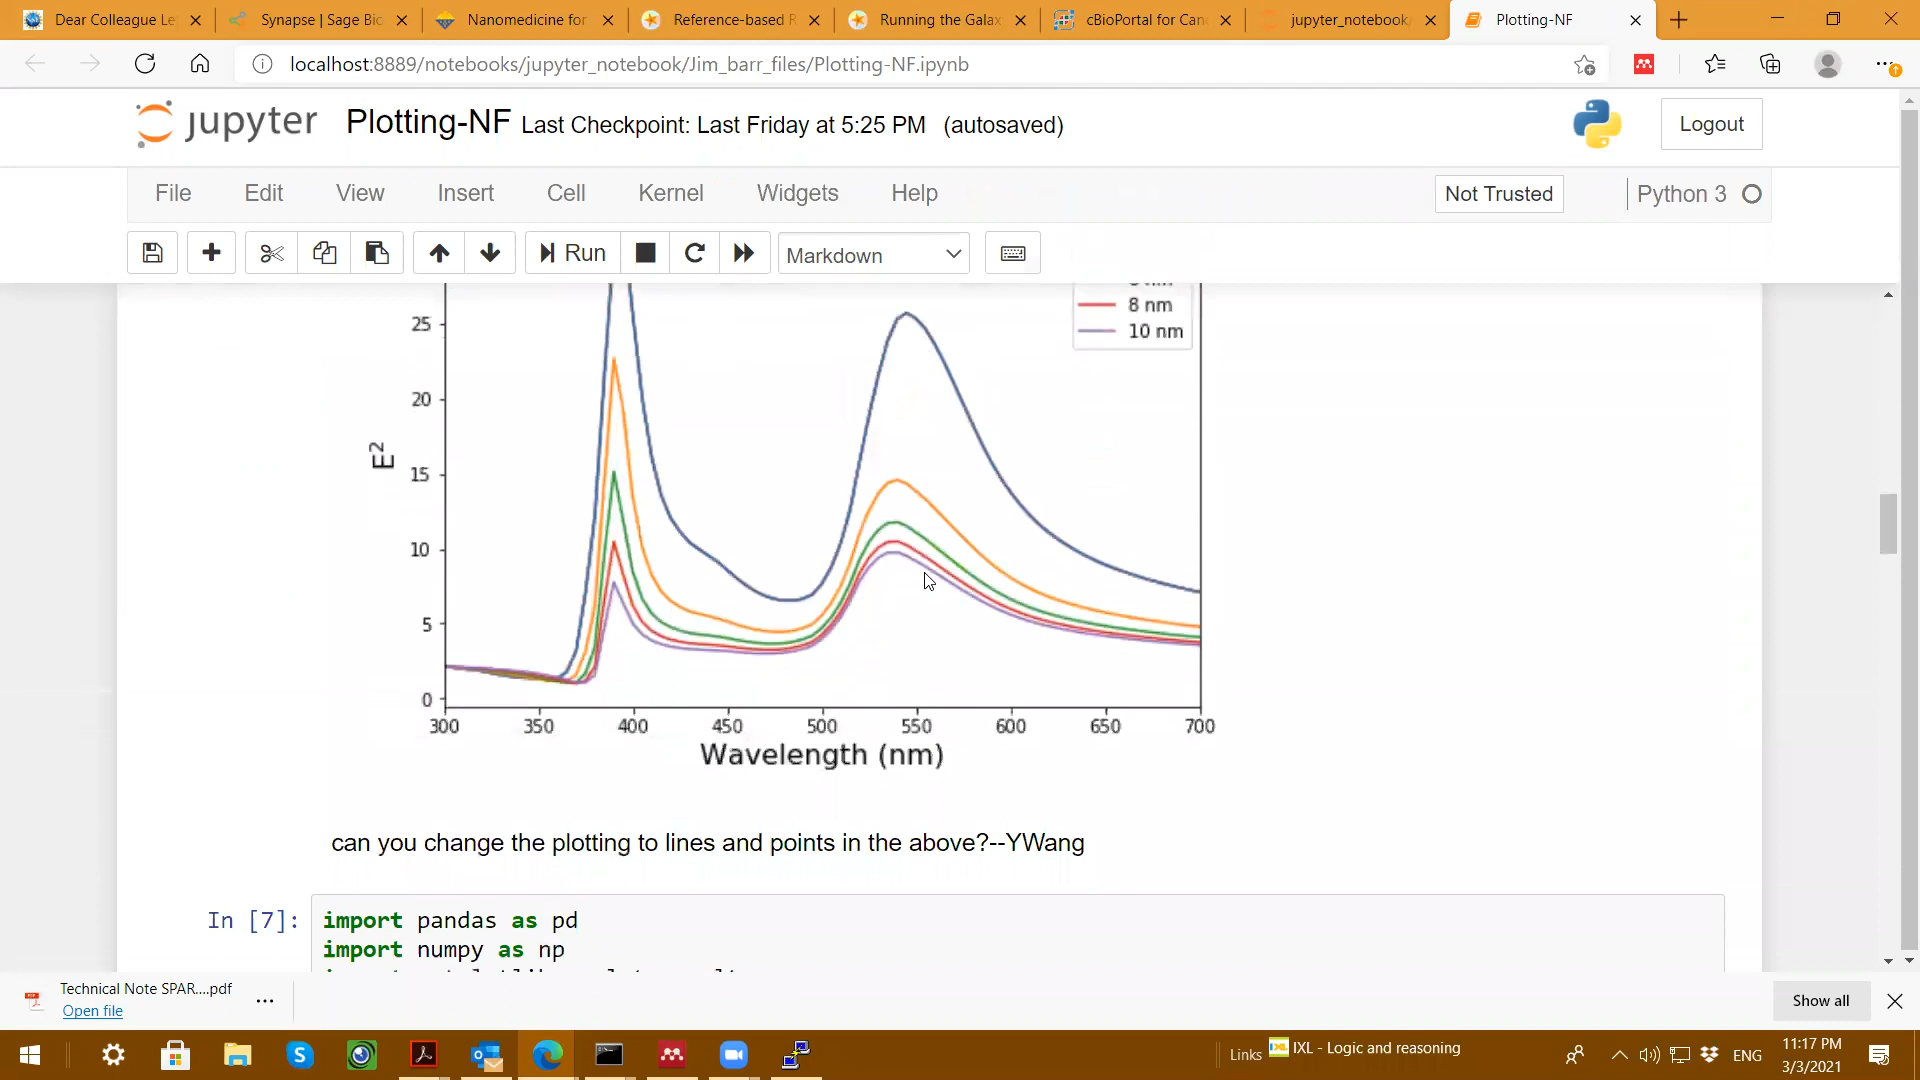 Dear Colleague Le
Synapse | Sage Bio
Nanomedicine for
Reference-based R
Running the Galax
cBioPortal for Can
jupyter_notebook/
Plotting-NF
localhost:8889/notebooks/jupyter_notebook/Jim_barr_files/Plotting-NF.ipynb
jupyter Plotting-NF Last Checkpoint: Last Friday at 5:25 PM (autosaved)
Logout
File Edit View Insert Cell Kernel Widgets Help
Not Trusted
Python 3
Run
Markdown
8 nm
10 nm
25
20
15
10
5
0
E2
300 350 400 450 500 550 600 650 700
Wavelength (nm)
can you change the plotting to lines and points in the above?--YWang
In [7]:
import pandas as pd
import numpy as np
Technical Note SPAR....pdf
Open file
Show all
Links
IXL - Logic and reasoning
ENG
11:17 PM
3/3/2021